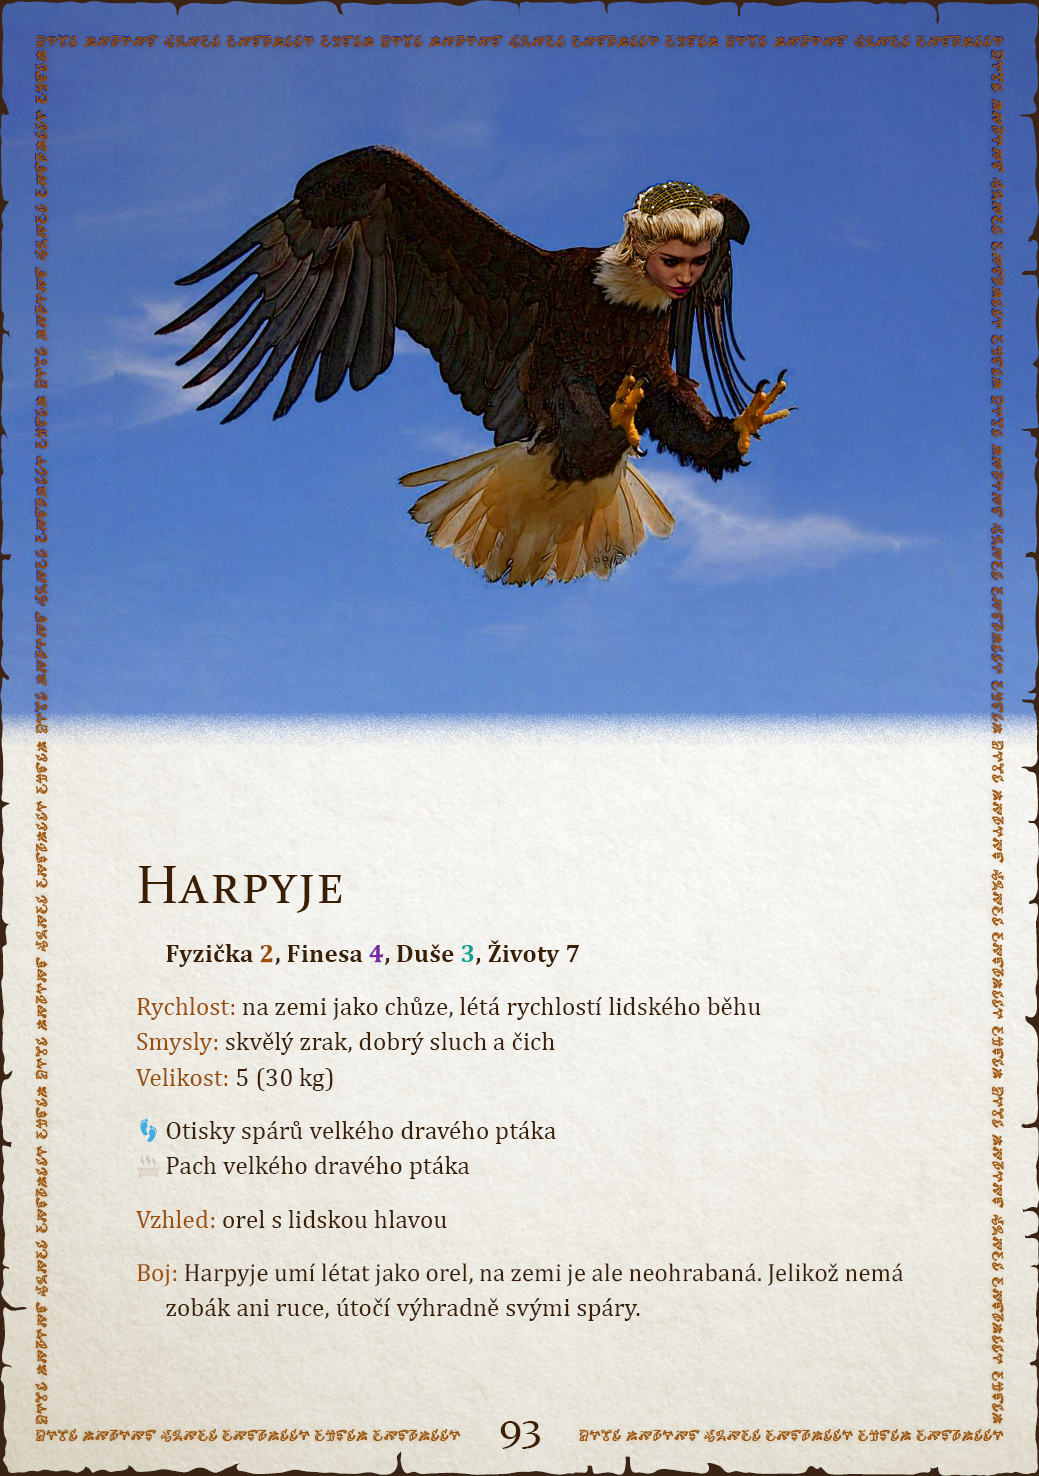 Harpyje
Fyzička 2, Finesa 4, Duše 3, Životy 7
Rychlost: na zemi jako chůze, létá rychlostí lidského běhu
Smysly: skvělý zrak, dobrý sluch a čich
Velikost: 5 (30 kg)
Otisky spárů velkého dravého ptáka
Pach velkého dravého ptáka
Vzhled: orel s lidskou hlavou
Boj: Harpyje umí létat jako orel, na zemi je ale neohrabaná. Jelikož nemá
zobák ani ruce, útočí výhradně svými spáry.
93